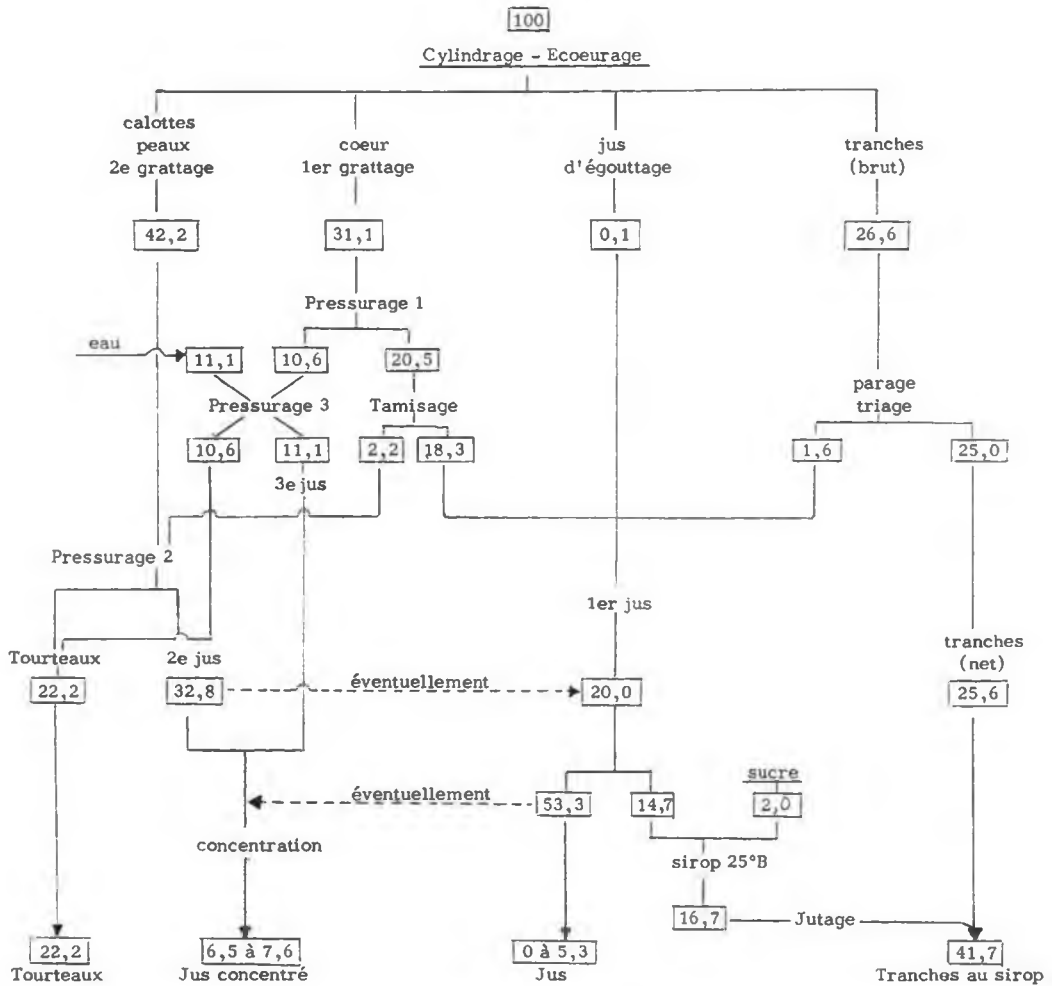 100
Cylindrage - Ecoeurage
calottes
peaux
2e grattage
coeur
1er grattage
jus
d'égouttage
tranches
(brut)
42,2
31,1
0,1
26,6
Pressurage 1
eau
11,1
10,6
20,5
Pressurage 3
Tamisage
parage
triage
10,6
11,1
2,2
18,3
1,6
25,0
3e jus
Pressurage 2
1er jus
Tourteaux
2e jus
tranches
(net)
22,2
32,8
éventuellement
20,0
25,6
sucre
éventuellement
53,3
14,7
2,0
concentration
sirop 25°B
16,7
Jutage
22,2
6,5 à 7,6
0 à 5,3
41,7
Tourteaux
Jus concentré
Jus
Tranches au sirop